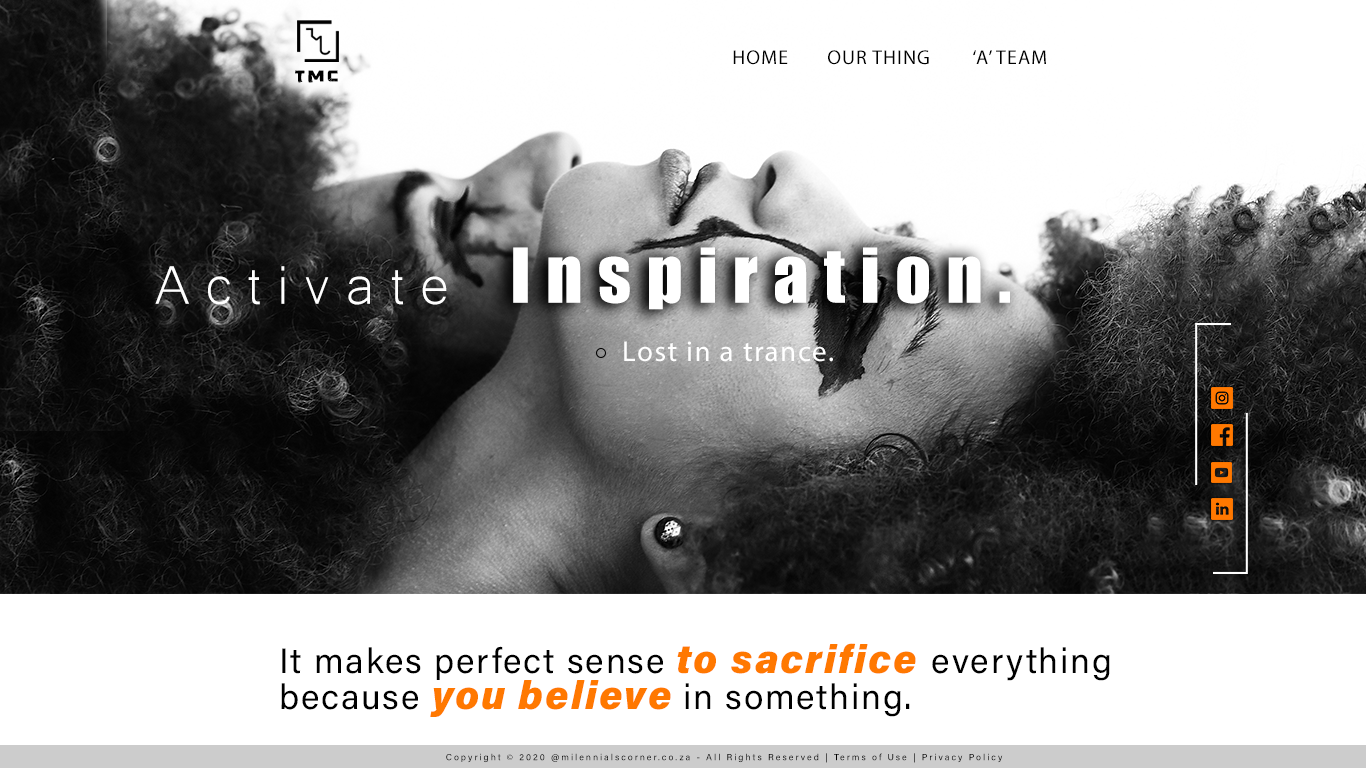 TMC
HOME OUR THING ‘A’ TEAM
Activate Inspiration.
Lost in a trance.
in
It makes perfect sense to sacrifice everything
because you believe in something.
Copyright © 2020 @milennialscorner.co.za - All Rights Reserved | Terms of Use | Privacy Policy